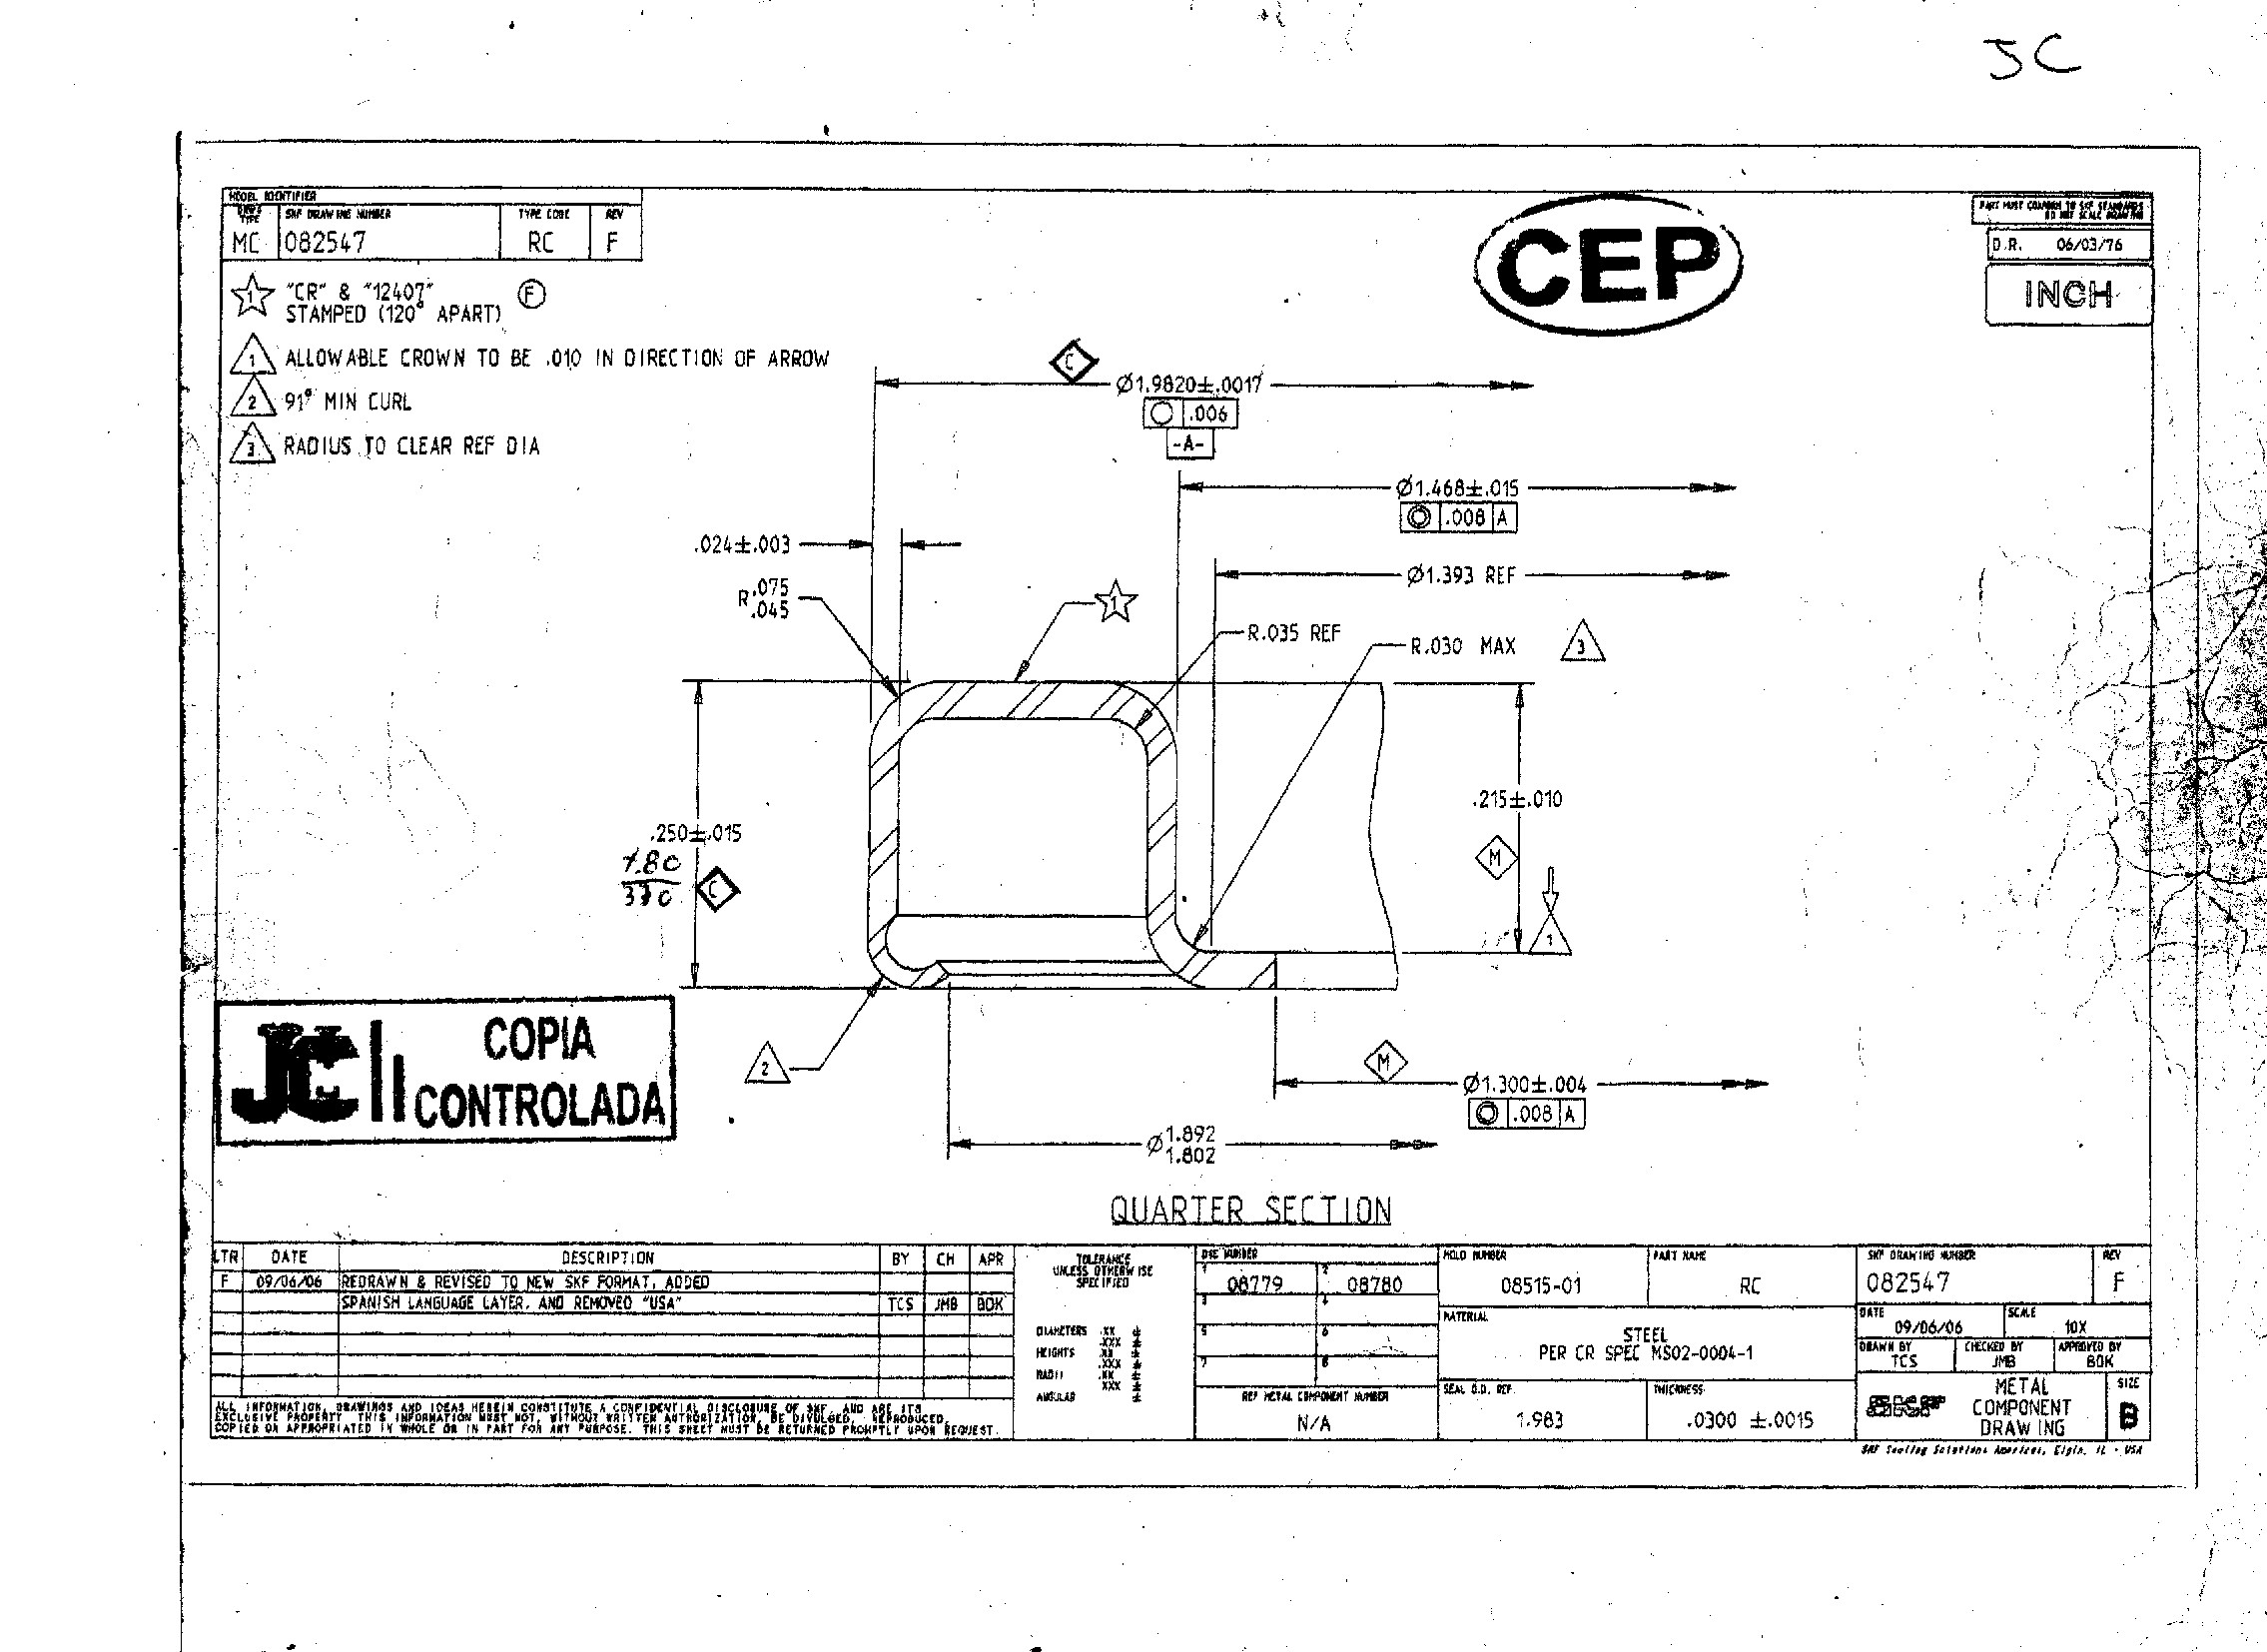 JC
MODEL IDENTIFIER
DRWG TYPE SKF DRAWING NUMBER TYPE CODE REV
MC 082547 RC F
PART MUST CONFORM TO SKF STANDARDS
DO NOT SCALE DRAWING
D.R. 06/03/76
INCH
CEP
1 "CR" & "12407" F
STAMPED (120° APART)
1 ALLOWABLE CROWN TO BE .010 IN DIRECTION OF ARROW
2 91° MIN CURL
3 RADIUS TO CLEAR REF DIA
C
Ø1.9820±.0017
.006
-A-
Ø1.468±.015
.008 A
.024±.003
Ø1.393 REF
R.075
.045
1
R.035 REF
R.030 MAX 3
.215±.010
M
1
.250±.015
C
2
M
Ø1.300±.004
.008 A
Ø1.892
1.802
JC
COPIA
CONTROLADA
QUARTER SECTION
LTR DATE DESCRIPTION BY CH APR
F 09/06/06 REDRAWN & REVISED TO NEW SKF FORMAT, ADDED
SPANISH LANGUAGE LAYER, AND REMOVED "USA" TCS JMB BOK
TOLERANCE
UNLESS OTHERWISE
SPECIFIED
DIAMETERS .XX ±
.XXX ±
HEIGHTS .XX ±
.XXX ±
RADII .XX ±
.XXX ±
ANGULAR ±
DIE NUMBER
1 08779 2 08780
3 4
5 6
7 8
REF METAL COMPONENT NUMBER
N/A
MOLD NUMBER
08515-01
PART NAME
RC
MATERIAL
STEEL
PER CR SPEC MS02-0004-1
SEAL O.D. REF.
1.983
THICKNESS
.0300 ±.0015
SKF DRAWING NUMBER
082547
REV
F
DATE
09/06/06
SCALE
10X
DRAWN BY
TCS
CHECKED BY
JMB
APPROVED BY
BOK
SKF
METAL
COMPONENT
DRAWING
SIZE
B
ALL INFORMATION, DRAWINGS AND IDEAS HEREIN CONSTITUTE A CONFIDENTIAL DISCLOSURE OF SKF, AND ARE ITS
EXCLUSIVE PROPERTY. THIS INFORMATION MUST NOT, WITHOUT WRITTEN AUTHORIZATION, BE DIVULGED, REPRODUCED,
COPIED OR APPROPRIATED IN WHOLE OR IN PART FOR ANY PURPOSE. THIS SHEET MUST BE RETURNED PROMPTLY UPON REQUEST.
SKF Sealing Solutions Americas, Elgin, IL - USA